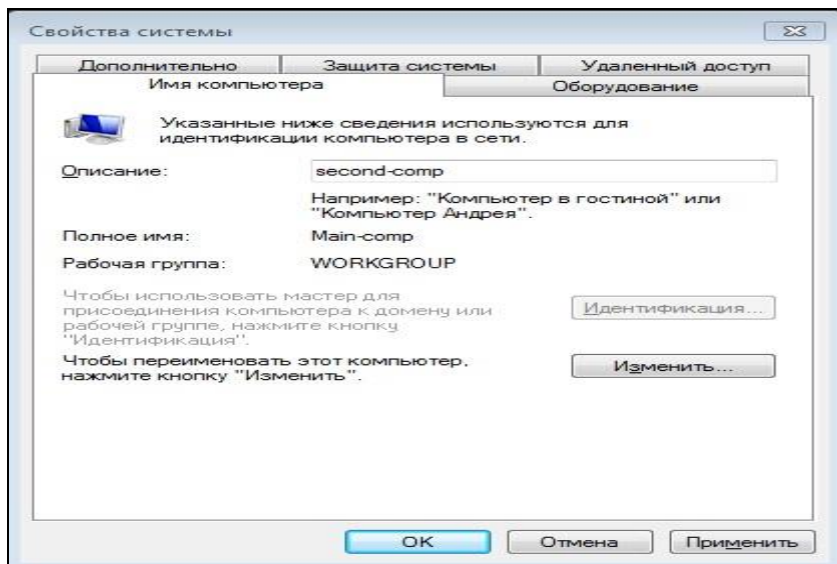 Свойства системы
Дополнительно
Защита системы
Удаленный доступ
Имя компьютера
Оборудование
Указанные ниже сведения используются для
идентификации компьютера в сети.
Описание:
second-comp
Например: "Компьютер в гостиной" или
"Компьютер Андрея".
Полное имя:
Main-comp
Рабочая группа:
WORKGROUP
Чтобы использовать мастер для
присоединения компьютера к домену или
рабочей группе, нажмите кнопку
"Идентификация".
Идентификация...
Чтобы переименовать этот компьютер,
нажмите кнопку "Изменить".
Изменить...
OK
Отмена
Применить